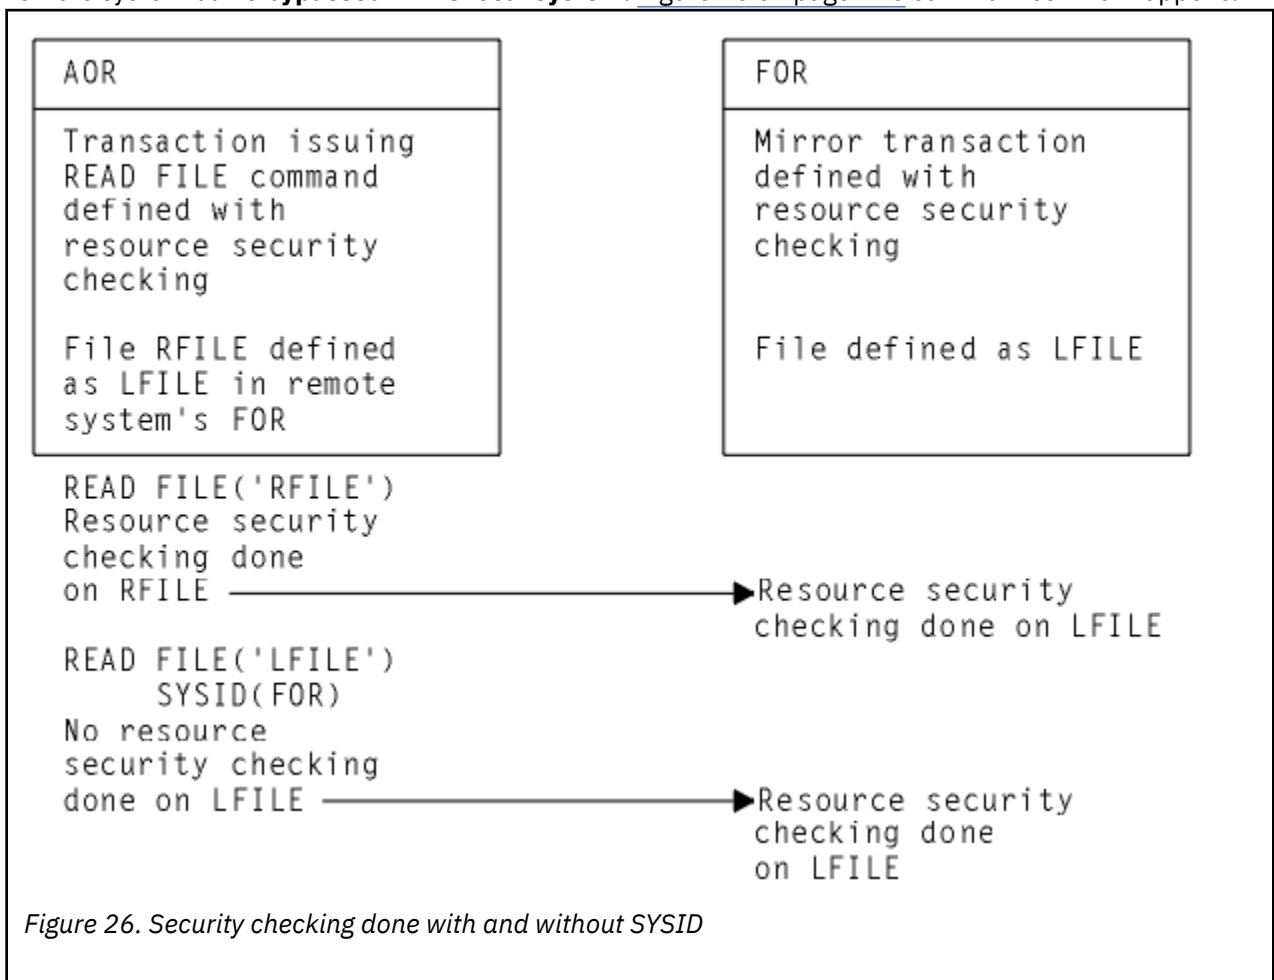 AOR
Transaction issuing
READ FILE command
defined with
resource security
checking
File RFILE defined
as LFILE in remote
system's FOR
FOR
Mirror transaction
defined with
resource security
checking
File defined as LFILE
READ FILE('RFILE')
Resource security
checking done
on RFILE
Resource security
checking done on LFILE
READ FILE('LFILE')
SYSID(FOR)
No resource
security checking
done on LFILE
Resource security
checking done
on LFILE
Figure 26. Security checking done with and without SYSID